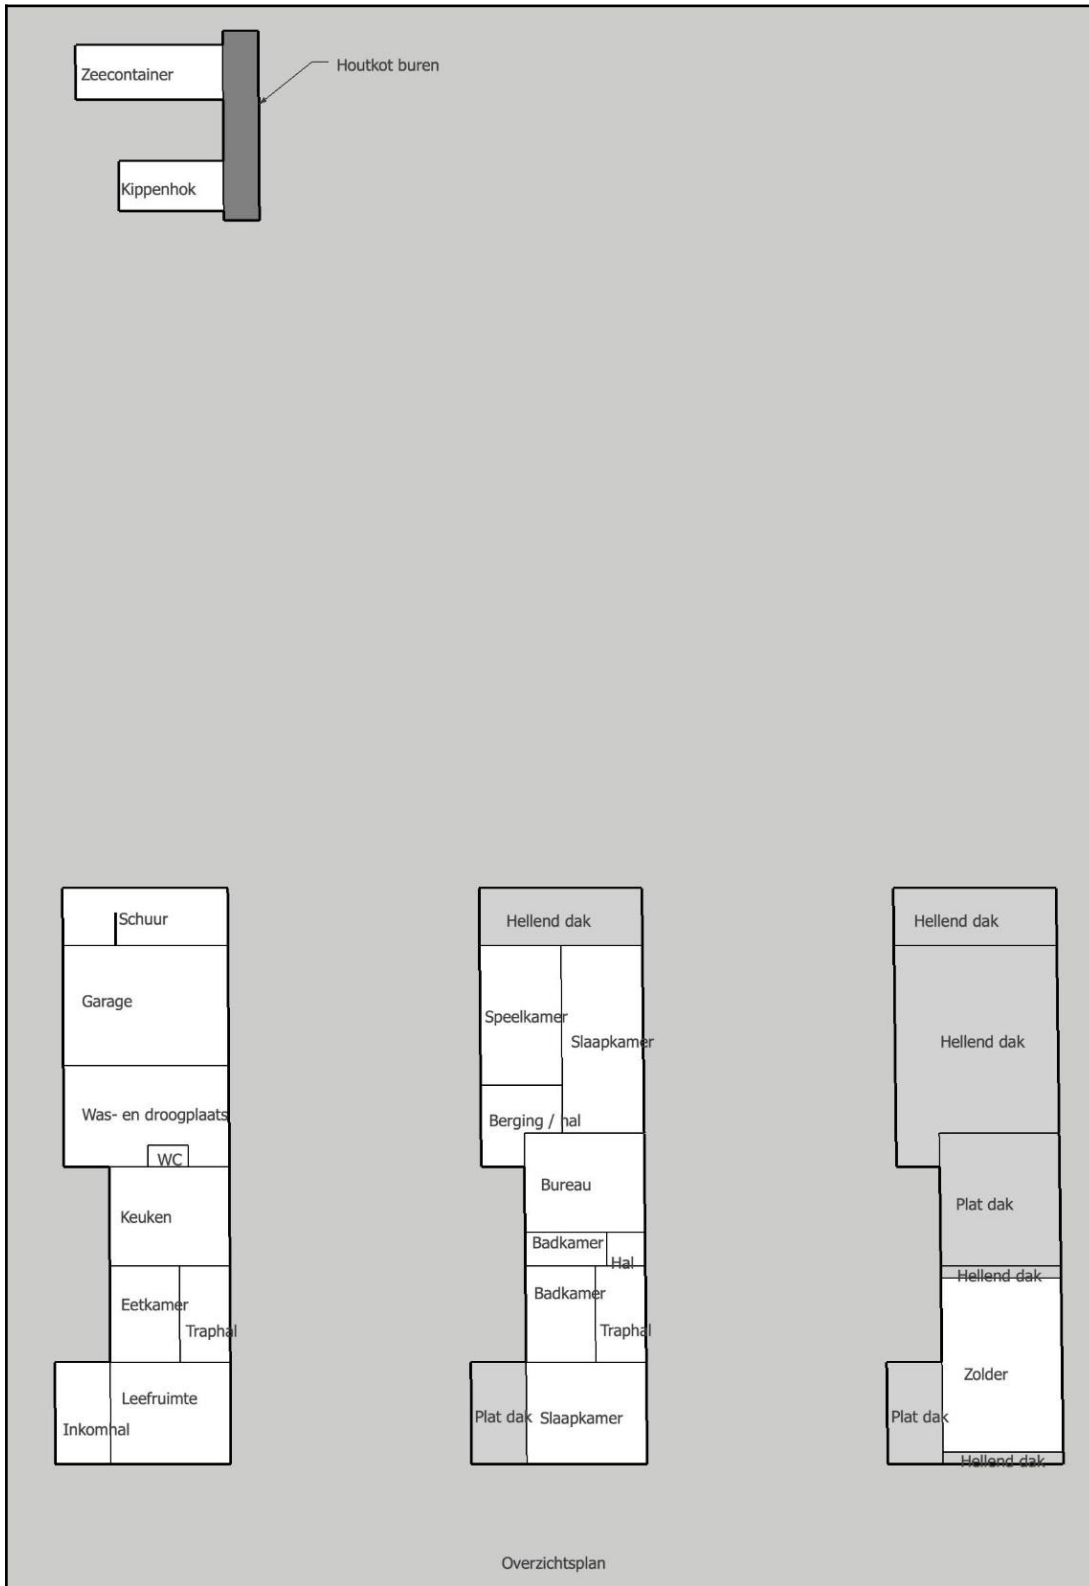 Houtkot buren
Zeecontainer
Kippenhok
Schuur
Garage
Was- en droogplaats
WC
Keuken
Eetkamer
Traphal
Leefruimte
Inkomhal
Hellend dak
Speelkamer
Slaapkamer
Berging / hal
Bureau
Badkamer
Hal
Badkamer
Traphal
Plat dak
Slaapkamer
Hellend dak
Hellend dak
Plat dak
Hellend dak
Zolder
Plat dak
Hellend dak
Overzichtsplan